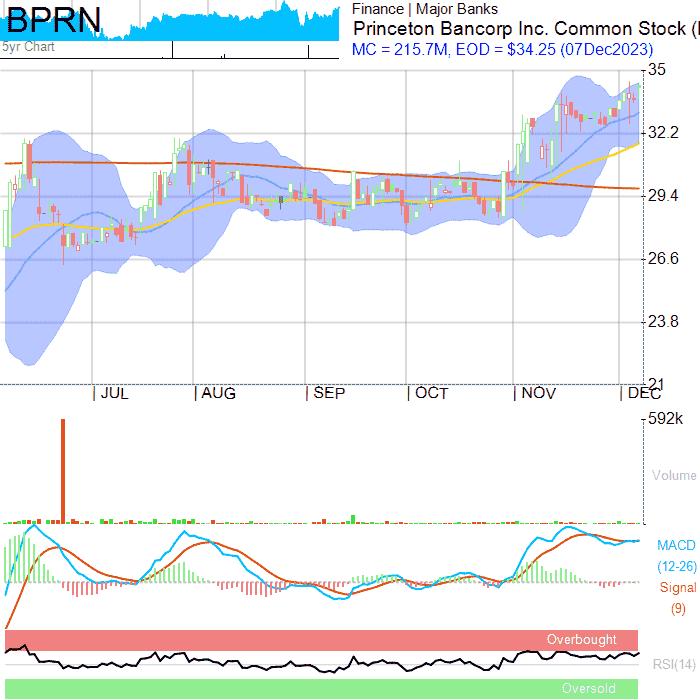 BPRN
5yr Chart
Finance | Major Banks
Princeton Bancorp Inc. Common Stock (
MC = 215.7M, EOD = $34.25 (07Dec2023)
35
32.2
29.4
26.6
23.8
21
JUL
AUG
SEP
OCT
NOV
DEC
592k
Volume
MACD
(12-26)
Signal
(9)
Overbought
RSI(14)
Oversold